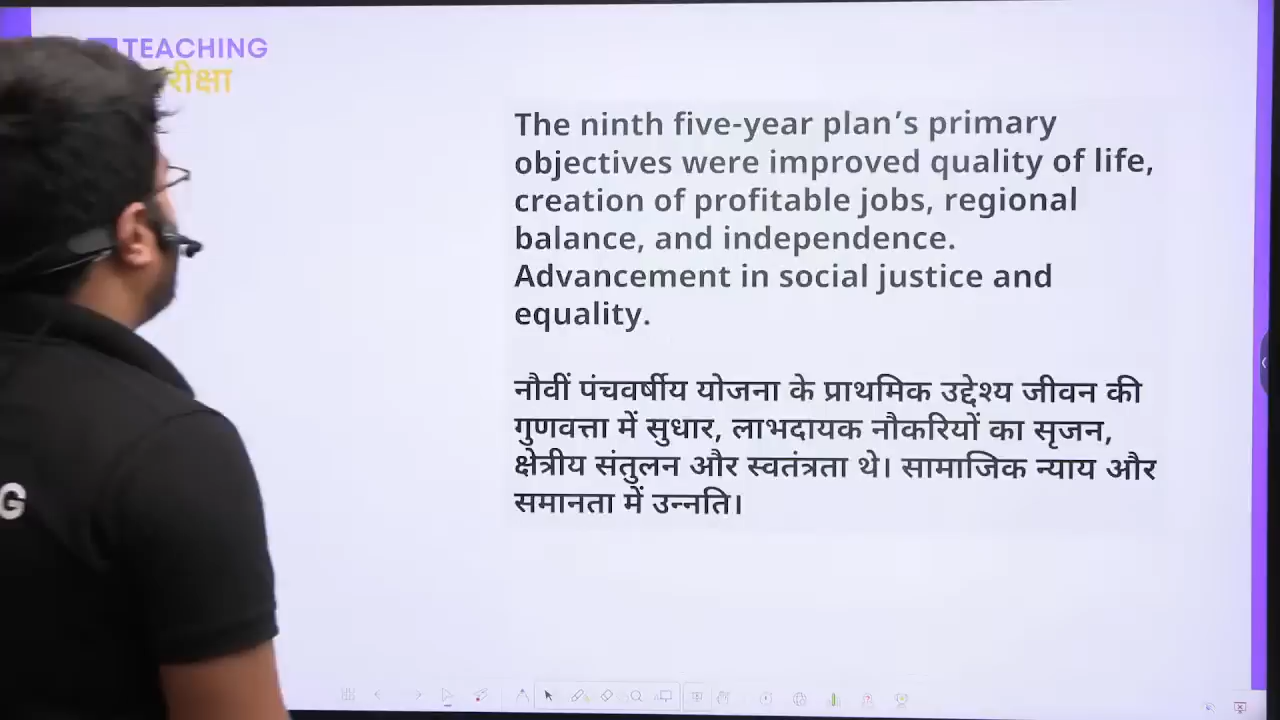 TEACHING
रीक्षा
The ninth five-year plan’s primary
objectives were improved quality of life,
creation of profitable jobs, regional
balance, and independence.
Advancement in social justice and
equality.
नौवीं पंचवर्षीय योजना के प्राथमिक उद्देश्य जीवन की
गुणवत्ता में सुधार, लाभदायक नौकरियों का सृजन,
क्षेत्रीय संतुलन और स्वतंत्रता थे। सामाजिक न्याय और
समानता में उन्नति।
G